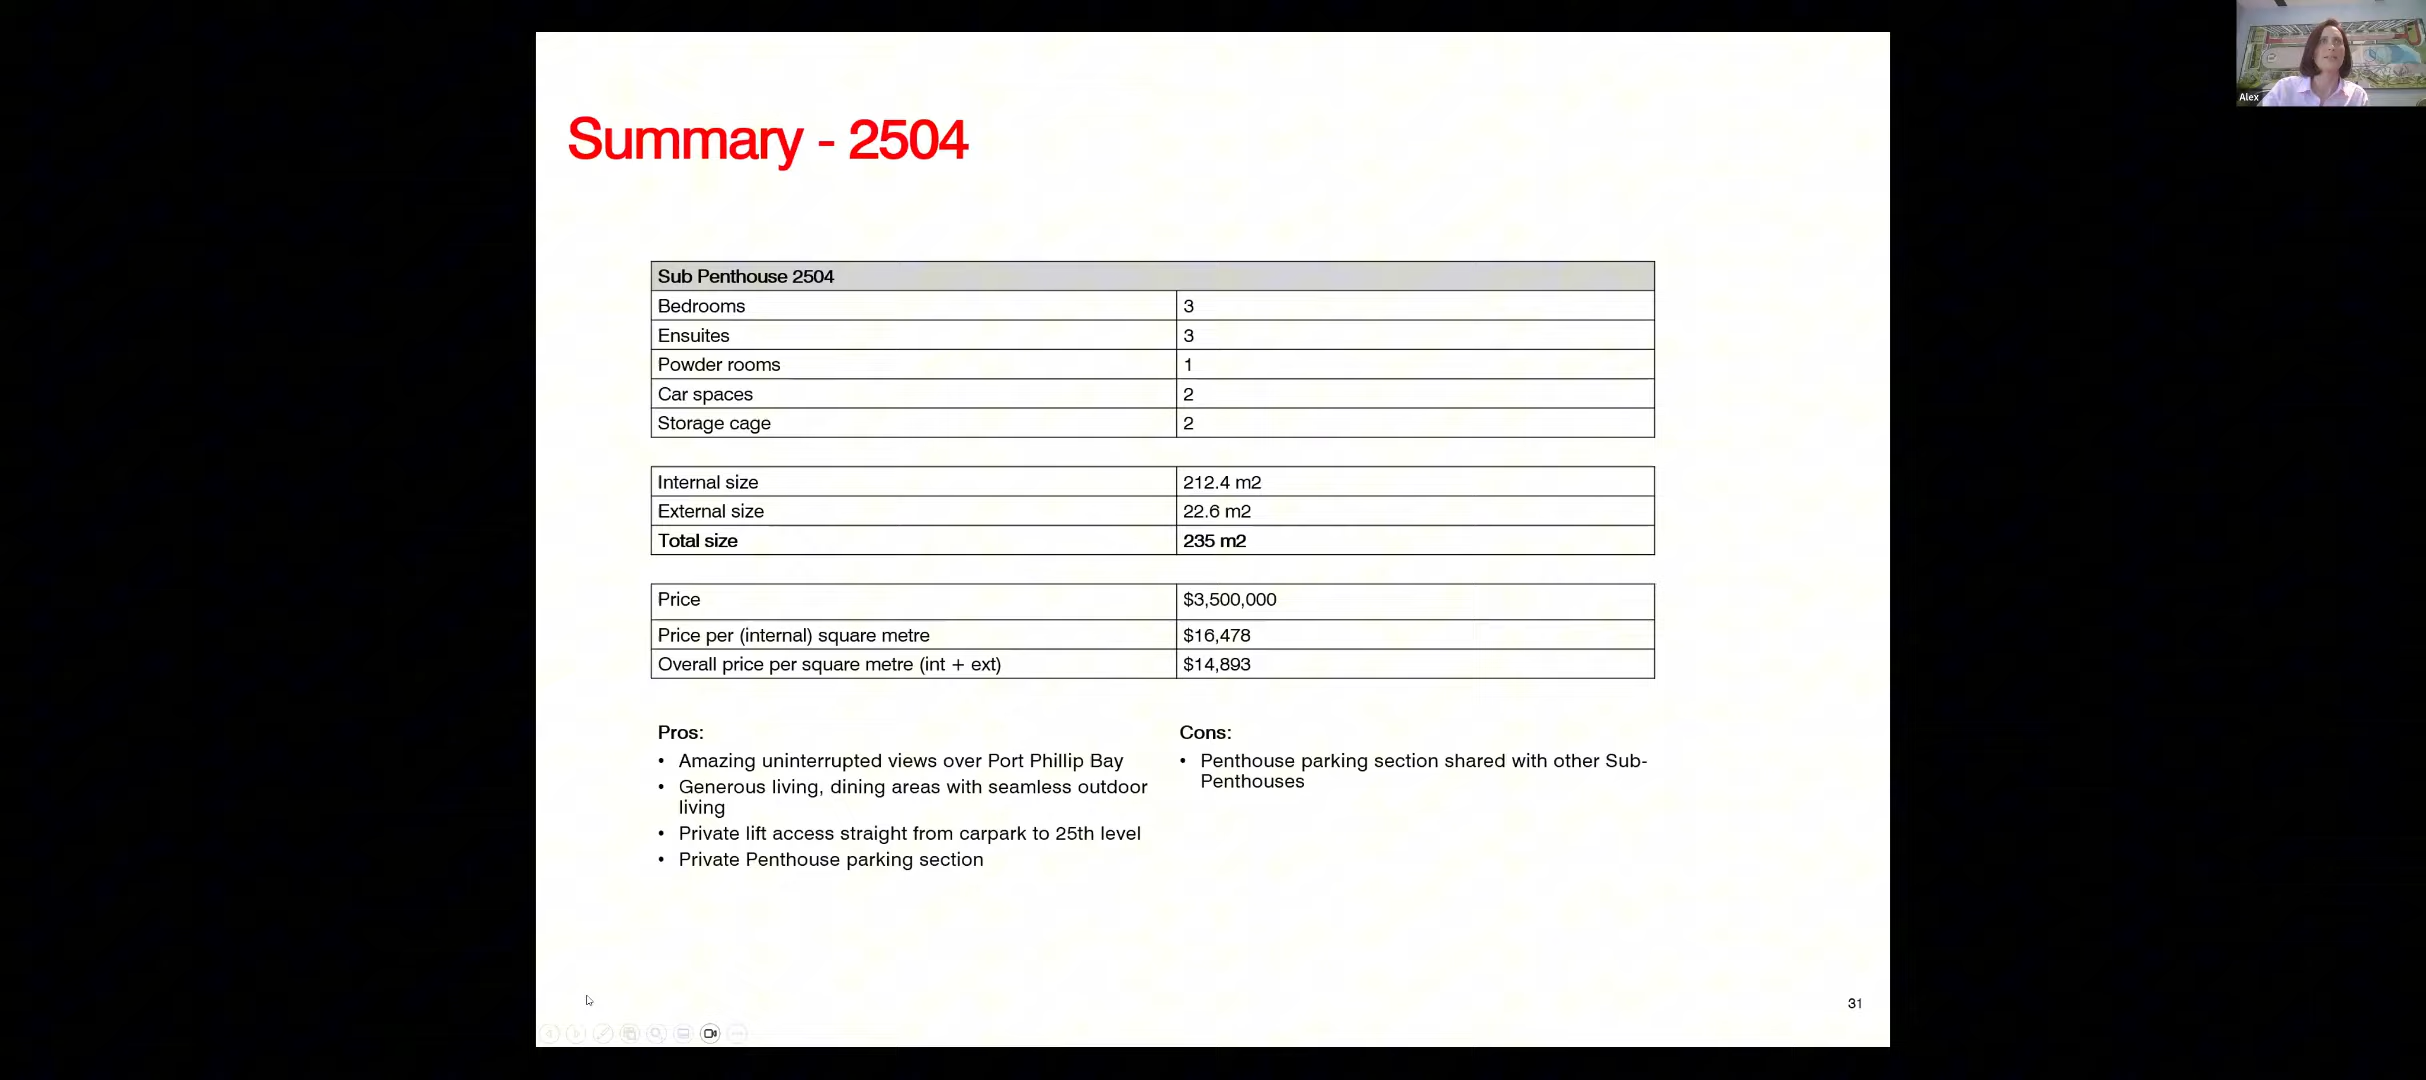 Alex
Summary - 2504
Sub Penthouse 2504
Bedrooms 3
Ensuites 3
Powder rooms 1
Car spaces 2
Storage cage 2
Internal size 212.4 m2
External size 22.6 m2
Total size 235 m2
Price $3,500,000
Price per (internal) square metre $16,478
Overall price per square metre (int + ext) $14,893
Pros:
• Amazing uninterrupted views over Port Phillip Bay
• Generous living, dining areas with seamless outdoor
living
• Private lift access straight from carpark to 25th level
• Private Penthouse parking section
Cons:
• Penthouse parking section shared with other Sub-
Penthouses
31